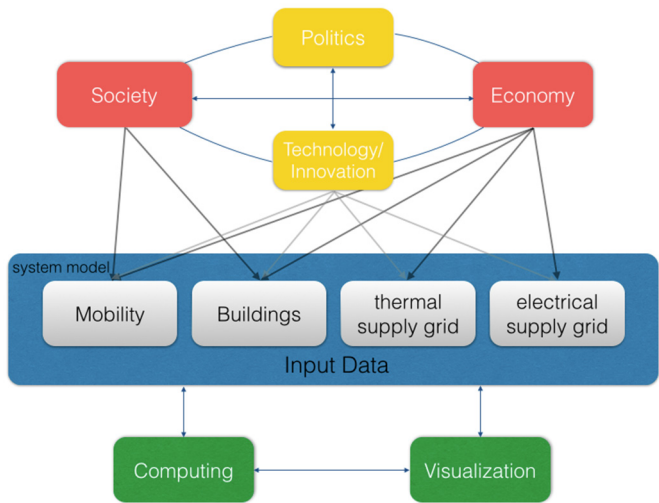 Politics
Society
Economy
Technology/
Innovation
system model
Mobility
Buildings
thermal
supply grid
electrical
supply grid
Input Data
Computing
Visualization